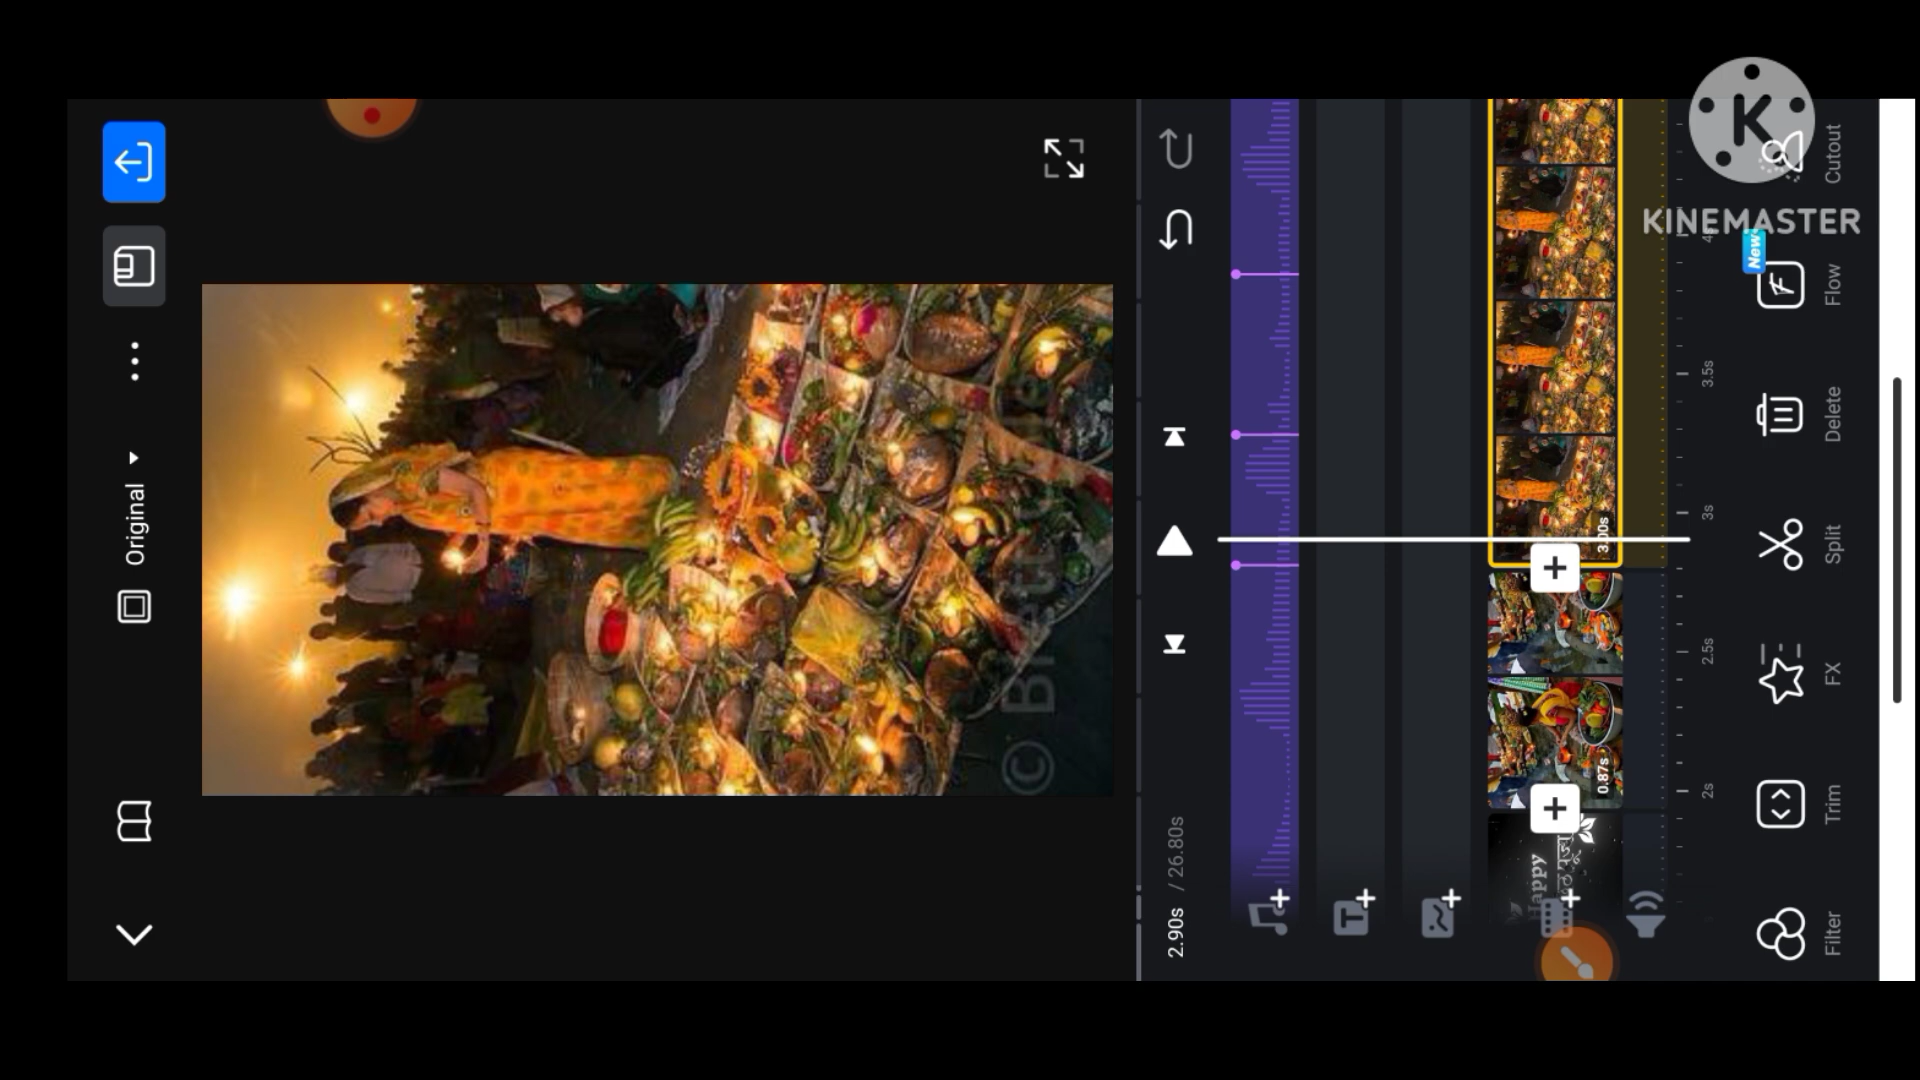 KINEMASTER
Original
© Brett
2.90s / 26.80s
3.00s
0.87s
Happy
2s
2.5s
3s
3.5s
Cutout
New
Flow
Delete
Split
FX
Trim
Filter